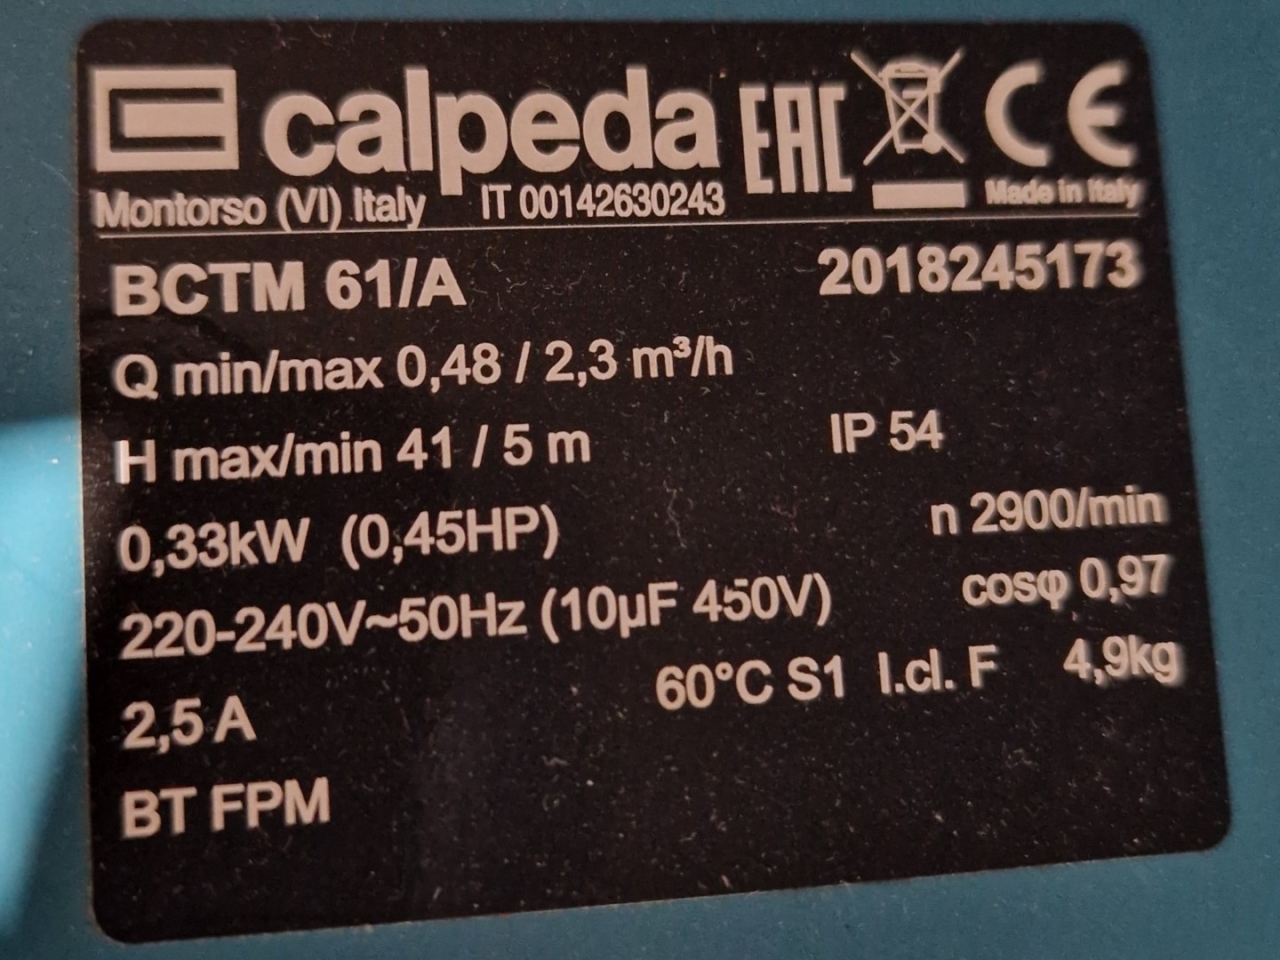 calpeda EAC CE
Montorso (VI) Italy IT 00142630243 Made in Italy
BCTM 61/A 2018245173
Q min/max 0,48 / 2,3 m³/h
H max/min 41 / 5 m IP 54
0,33kW (0,45HP) n 2900/min
220-240V~50Hz (10µF 450V) cosφ 0,97
2,5 A 60°C S1 I.cl. F 4,9kg
BT FPM